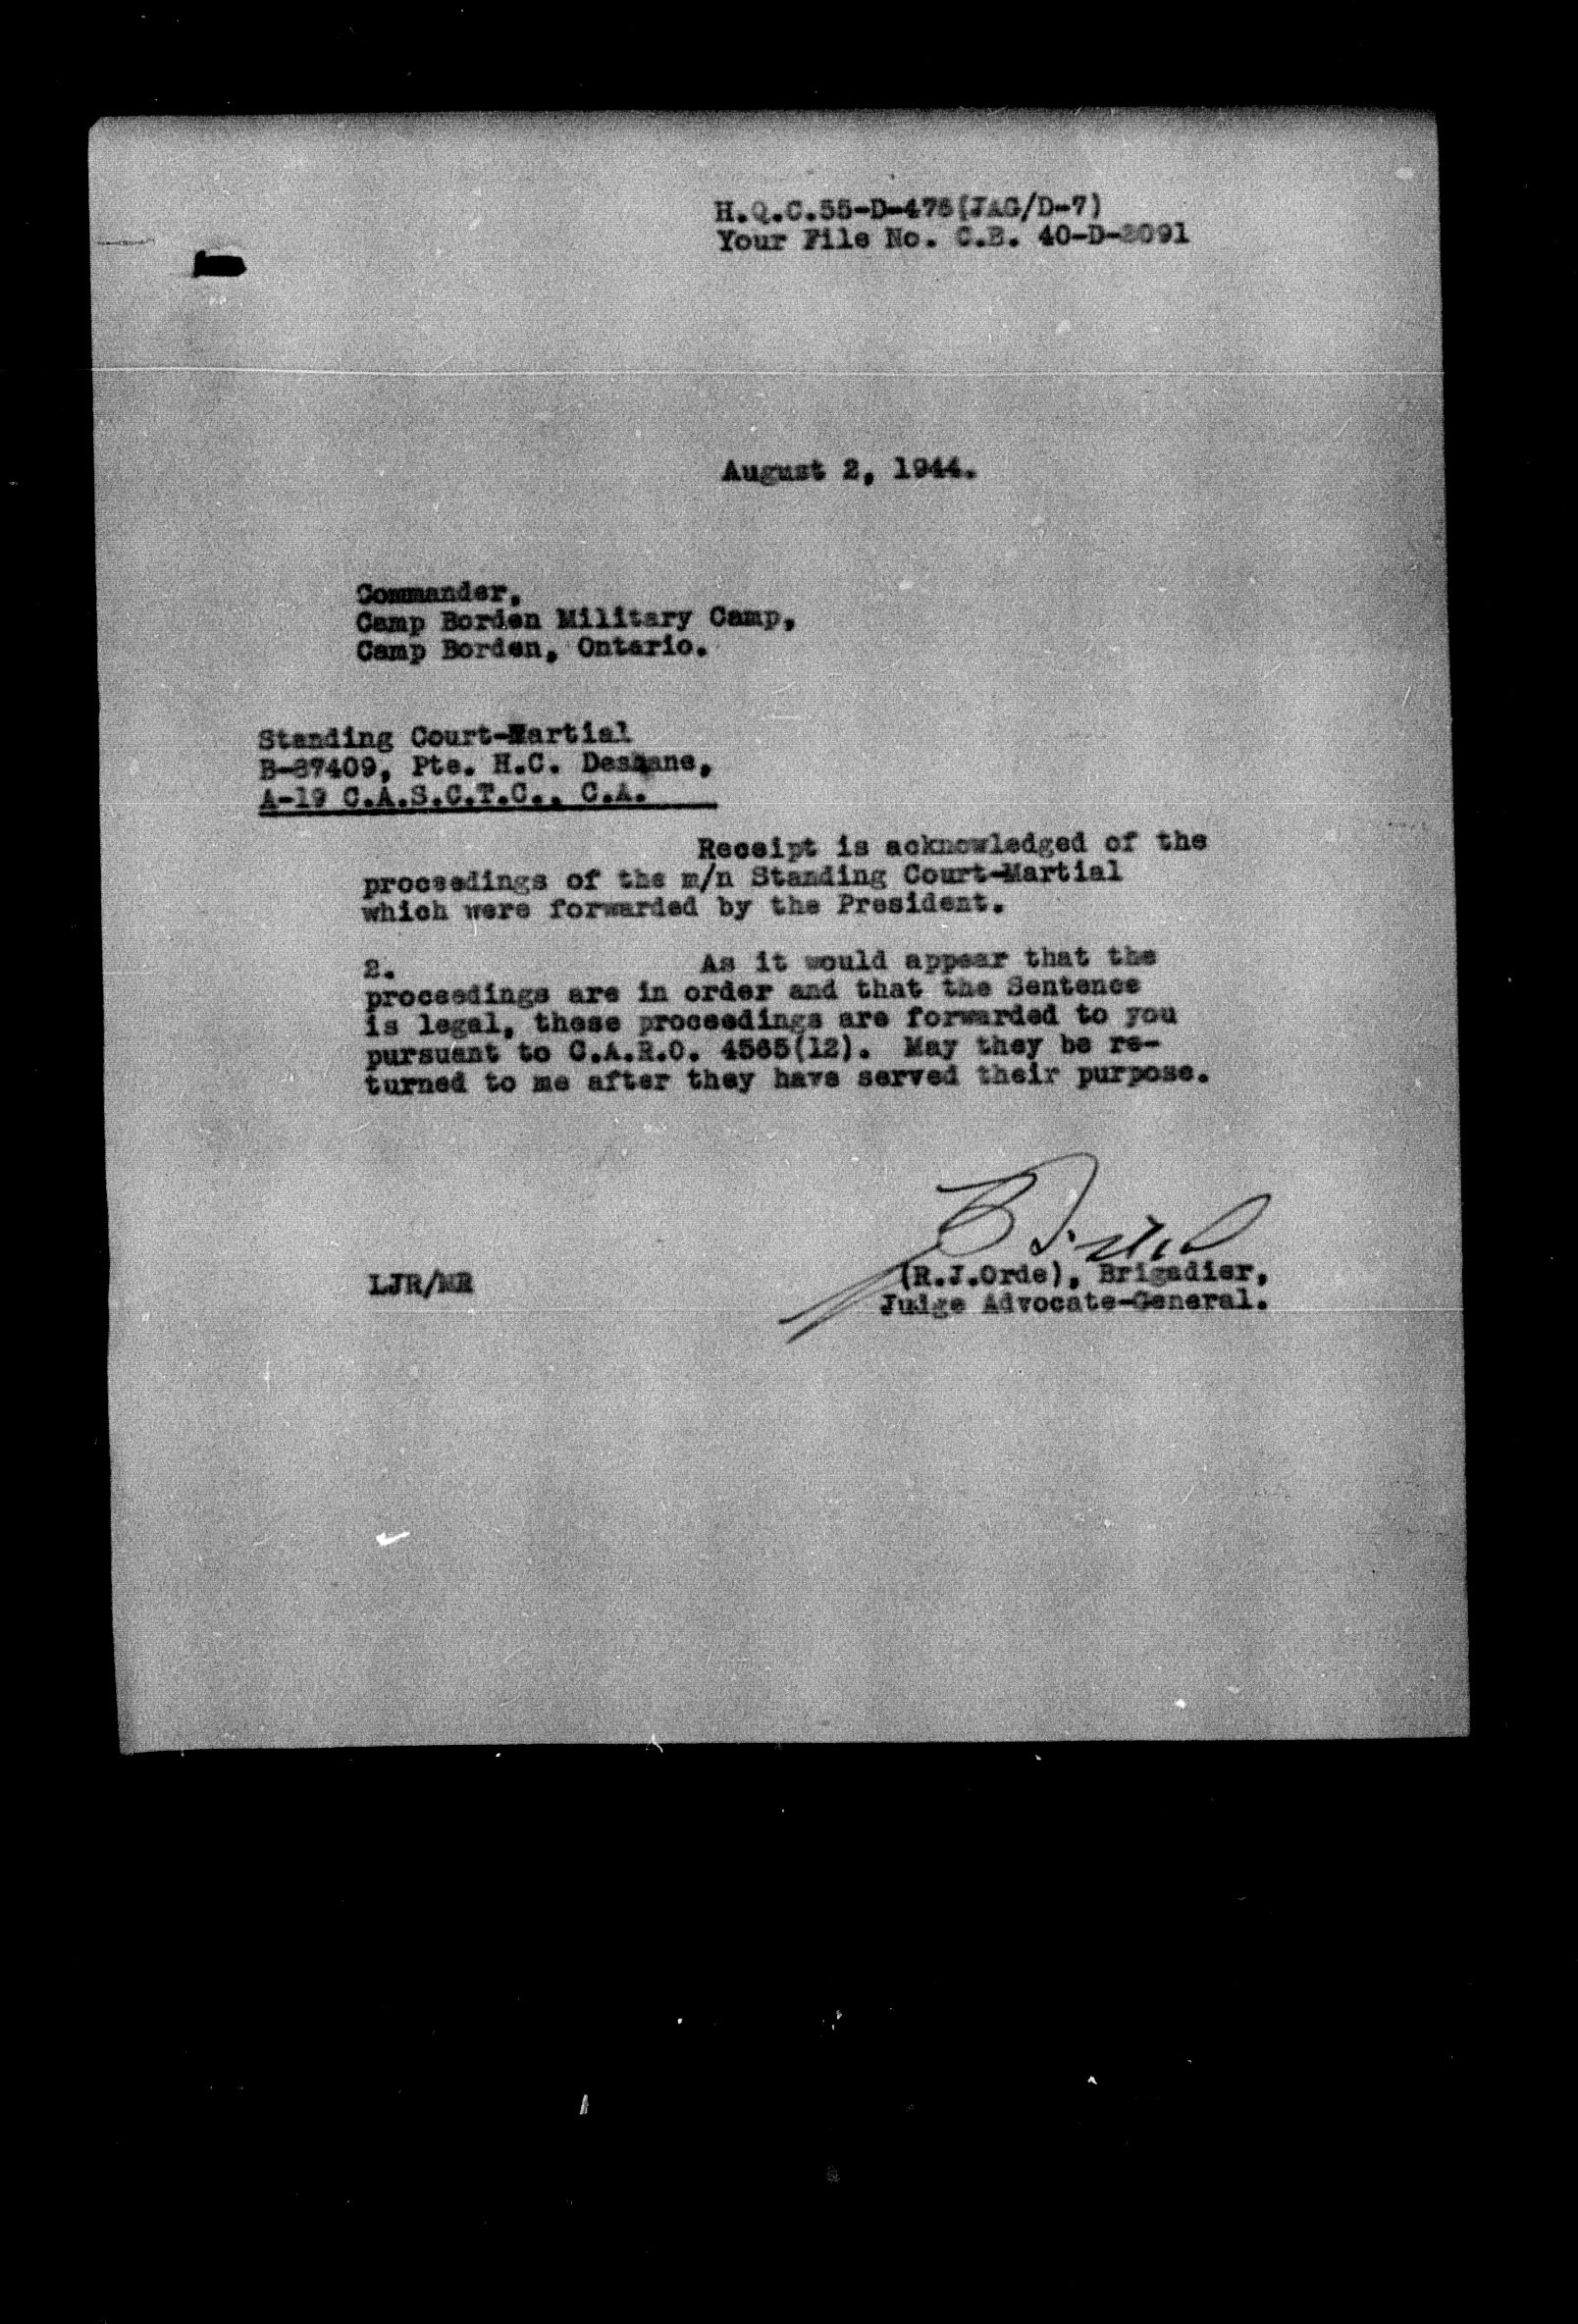 H.Q.C.55-D-475(JAG/D-7)
Your File No. C.B. 40-D-3091
August 2, 1944.
Commander,
Camp Borden Military Camp,
Camp Borden, Ontario.
Standing Court-Martial
B-87409, Pte. H.C. Deshane,
A-19 C.A.S.C.T.C., C.A.
Receipt is acknowledged of the
proceedings of the m/n Standing Court-Martial
which were forwarded by the President.
2. As it would appear that the
proceedings are in order and that the Sentence
is legal, these proceedings are forwarded to you
pursuant to C.A.R.O. 4565(12). May they be re-
turned to me after they have served their purpose.
LJR/MR
(R.J.Orde), Brigadier,
Judge Advocate-General.